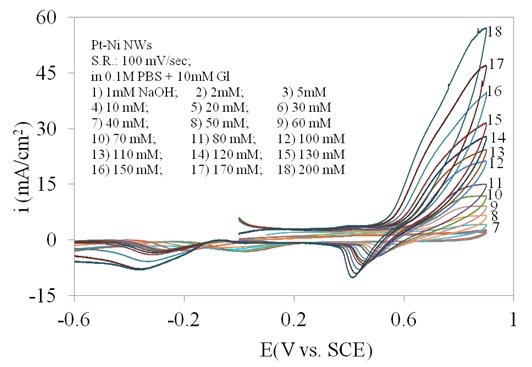 60
45
30
15
0
-15
i (mA/cm²)
Pt-Ni NWs
S.R.: 100 mV/sec;
in 0.1M PBS + 10mM Gl
1) 1mM NaOH; 2) 2mM; 3) 5mM
4) 10 mM; 5) 20 mM; 6) 30 mM
7) 40 mM; 8) 50 mM; 9) 60 mM
10) 70 mM; 11) 80 mM; 12) 100 mM
13) 110 mM; 14) 120 mM; 15) 130 mM
16) 150 mM; 17) 170 mM; 18) 200 mM
18
17
16
15
14
13
12
11
10
9
8
7
-0.6 -0.2 0.2 0.6 1
E(V vs. SCE)